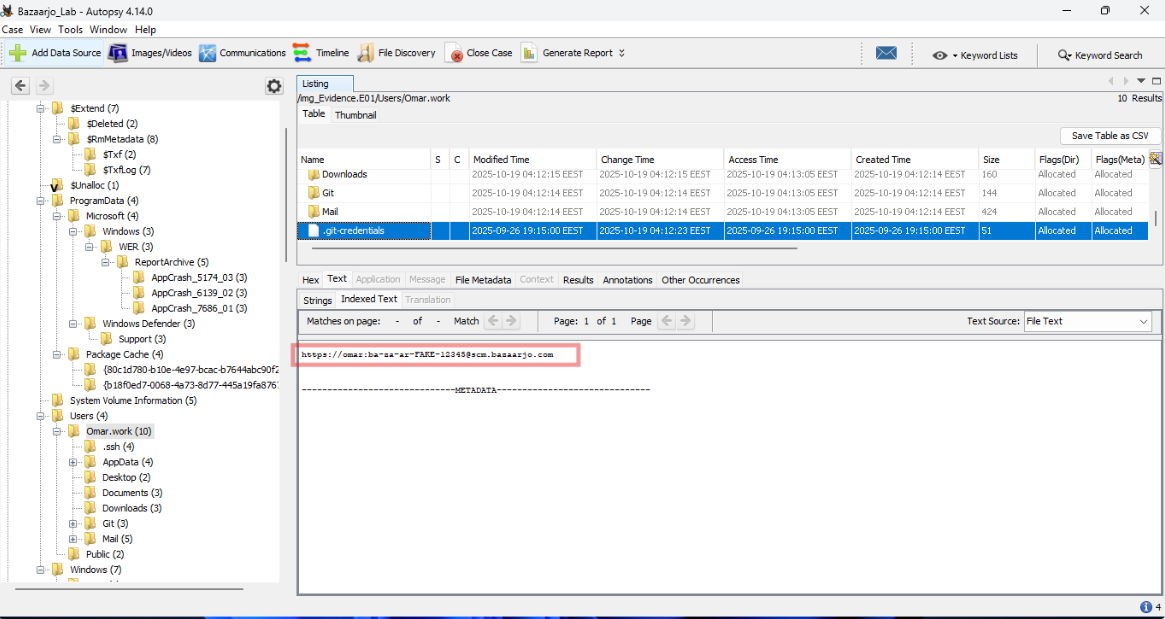 Bazaarjo_Lab - Autopsy 4.14.0
Case View Tools Window Help
Add Data Source Images/Videos Communications Timeline File Discovery Close Case Generate Report Keyword Lists Keyword Search
$Extend (7)
$Deleted (2)
$RmMetadata (8)
$Txf (2)
$TxfLog (7)
$Unalloc (1)
ProgramData (4)
Microsoft (4)
Windows (3)
WER (3)
ReportArchive (5)
AppCrash_5174_03 (3)
AppCrash_6139_02 (3)
AppCrash_7686_01 (3)
Windows Defender (3)
Support (3)
Package Cache (4)
{80c1d780-b10e-4e97-bcac-b7644abc90f2
{b18f0ed7-0068-4a73-8d77-445a19fa876
System Volume Information (5)
Users (4)
Omar.work (10)
.ssh (4)
AppData (4)
Desktop (2)
Documents (3)
Downloads (3)
Git (3)
Mail (5)
Public (2)
Windows (7)
Listing
/img_Evidence.E01/Users/Omar.work
10 Results
Table Thumbnail
Save Table as CSV
Name S C Modified Time Change Time Access Time Created Time Size Flags(Dir) Flags(Meta)
Downloads 2025-10-19 04:12:15 EEST 2025-10-19 04:12:15 EEST 2025-10-19 04:13:05 EEST 2025-10-19 04:12:14 EEST 160 Allocated Allocated
Git 2025-10-19 04:12:14 EEST 2025-10-19 04:12:14 EEST 2025-10-19 04:13:05 EEST 2025-10-19 04:12:14 EEST 144 Allocated Allocated
Mail 2025-10-19 04:12:14 EEST 2025-10-19 04:12:14 EEST 2025-10-19 04:13:05 EEST 2025-10-19 04:12:14 EEST 424 Allocated Allocated
.git-credentials 2025-09-26 19:15:00 EEST 2025-10-19 04:12:23 EEST 2025-09-26 19:15:00 EEST 2025-09-26 19:15:00 EEST 51 Allocated Allocated
Hex Text Application Message File Metadata Context Results Annotations Other Occurrences
Strings Indexed Text Translation
Matches on page: - of - Match Page: 1 of 1 Page Text Source: File Text
https://omar:ba-za-ar-FAKE-12345@scm.bazaarjo.com
------------------------------METADATA------------------------------
4